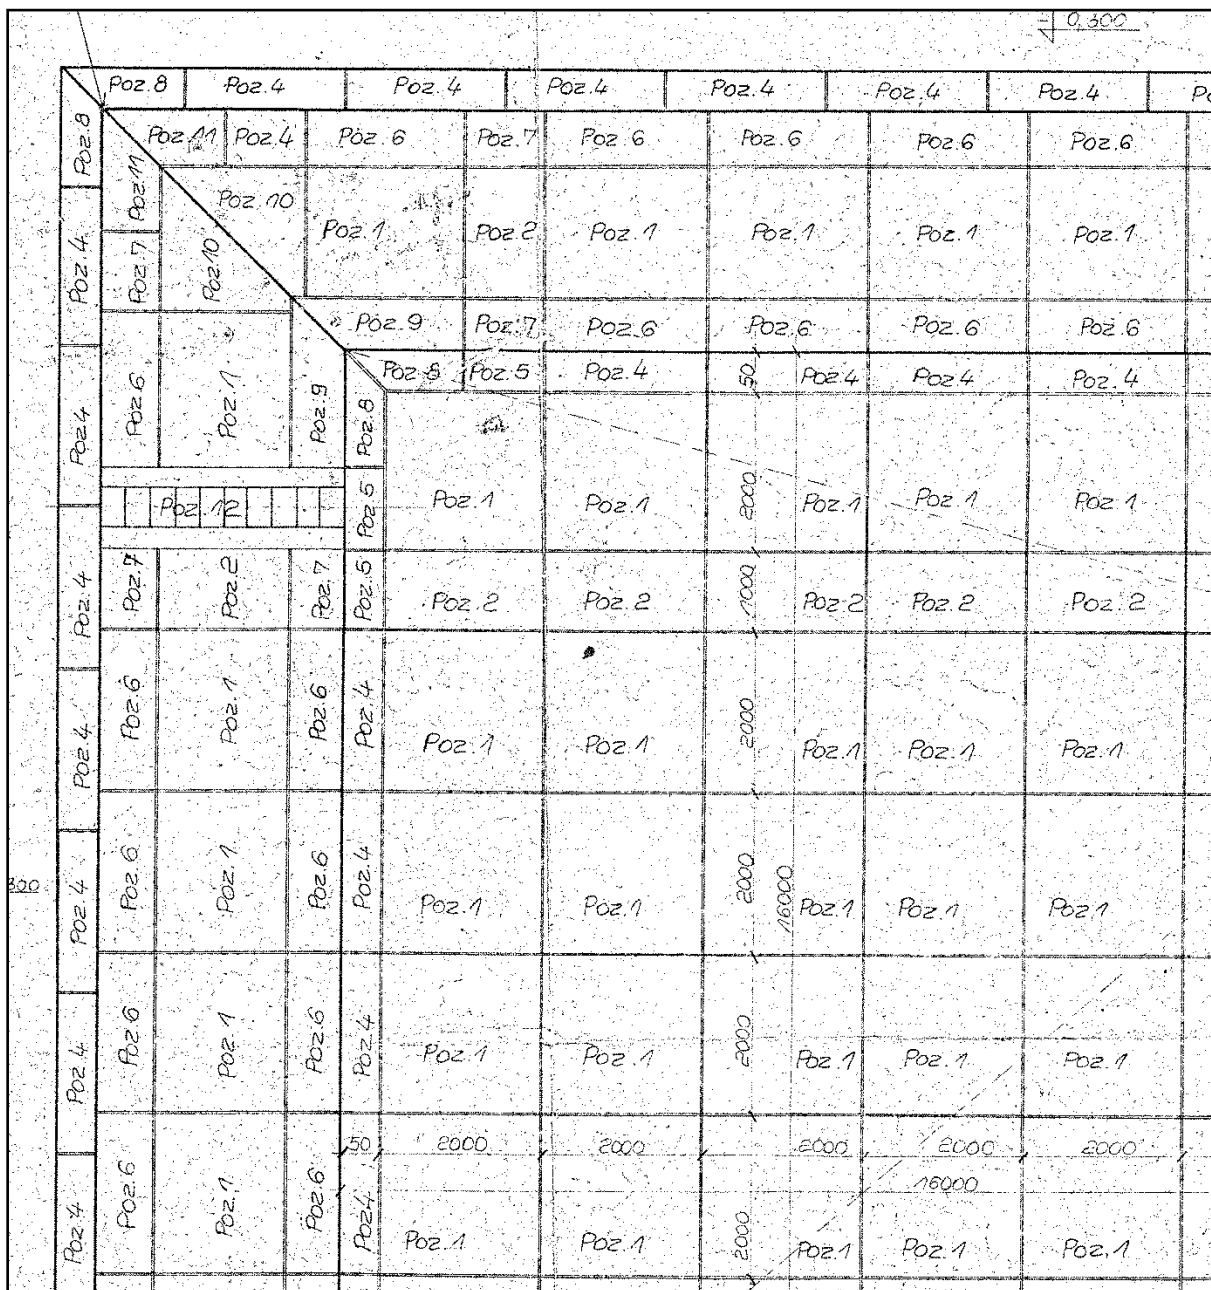 0,300
Poz.8 Poz.4 Poz.4 Poz.4 Poz.4 Poz.4 Poz.4
Poz.8 Poz.11 Poz.4 Poz.6 Poz.7 Poz 6 Poz.6 Poz.6 Poz.6
Poz.11 Poz.10
Poz.4 Poz.7 Poz.10 Poz.1 Poz.2 Poz.1 Poz.1 Poz.1 Poz.1
Poz.9 Poz.7 Poz.6 Poz.6 Poz.6 Poz.6
Poz.8 Poz.5 Poz.4 50 Poz.4 Poz4 Poz.4
Poz4 Poz.6 Poz.1 Poz.9 Poz.8
Poz.12 Poz.5 Poz.1 Poz.1 2000 Poz.1 Poz.1 Poz.1
Poz.4 Poz.7 Poz.2 Poz.7 Poz.5 Poz.2 Poz.2 1000 Poz.2 Poz.2 Poz.2
Poz.4 Poz.6 Poz.1 Poz.6 Poz.4 Poz.1 Poz.1 2000 Poz.1 Poz.1 Poz.1
300 Poz.4 Poz.6 Poz.1 Poz.6 Poz.4 Poz.1 Poz.1 2000 16000 Poz.1 Poz.1 Poz.1
Poz.4 Poz6 Poz.1 Poz.6 Poz.4 Poz.1 Poz.1 2000 Poz.1 Poz.1 Poz.1
50 2000 2000 2000 2000 2000
16000
Poz.4 Poz.6 Poz.1 Poz.6 Poz4 Poz.1 Poz.1 2000 Poz.1 Poz.1 Poz.1